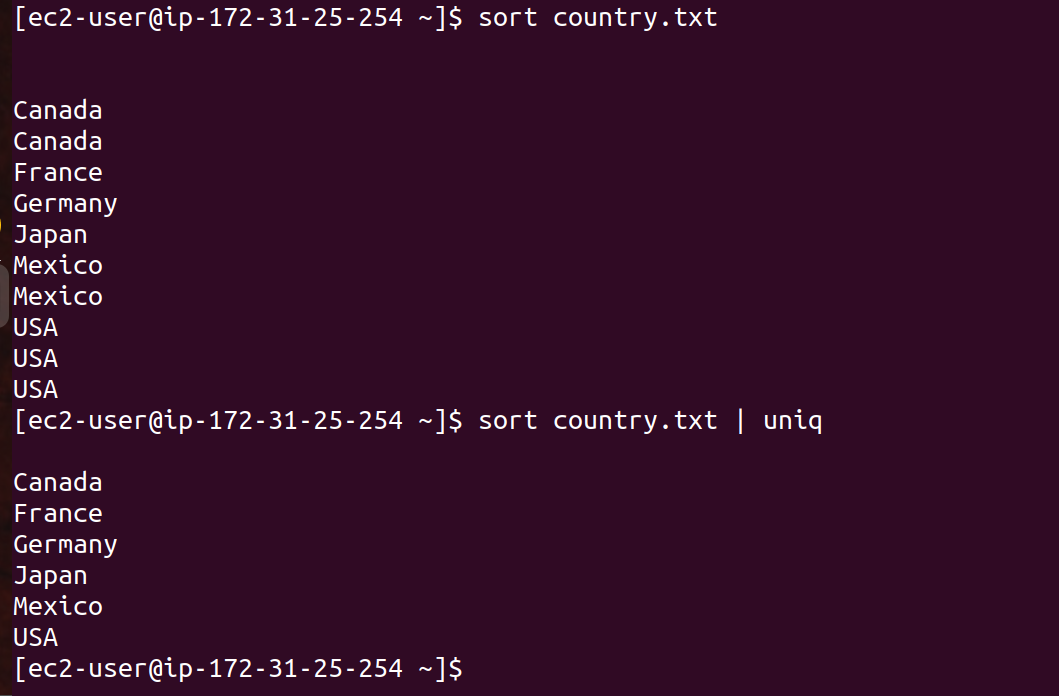 [ec2-user@ip-172-31-25-254 ~]$ sort country.txt


Canada
Canada
France
Germany
Japan
Mexico
Mexico
USA
USA
USA
[ec2-user@ip-172-31-25-254 ~]$ sort country.txt | uniq

Canada
France
Germany
Japan
Mexico
USA
[ec2-user@ip-172-31-25-254 ~]$